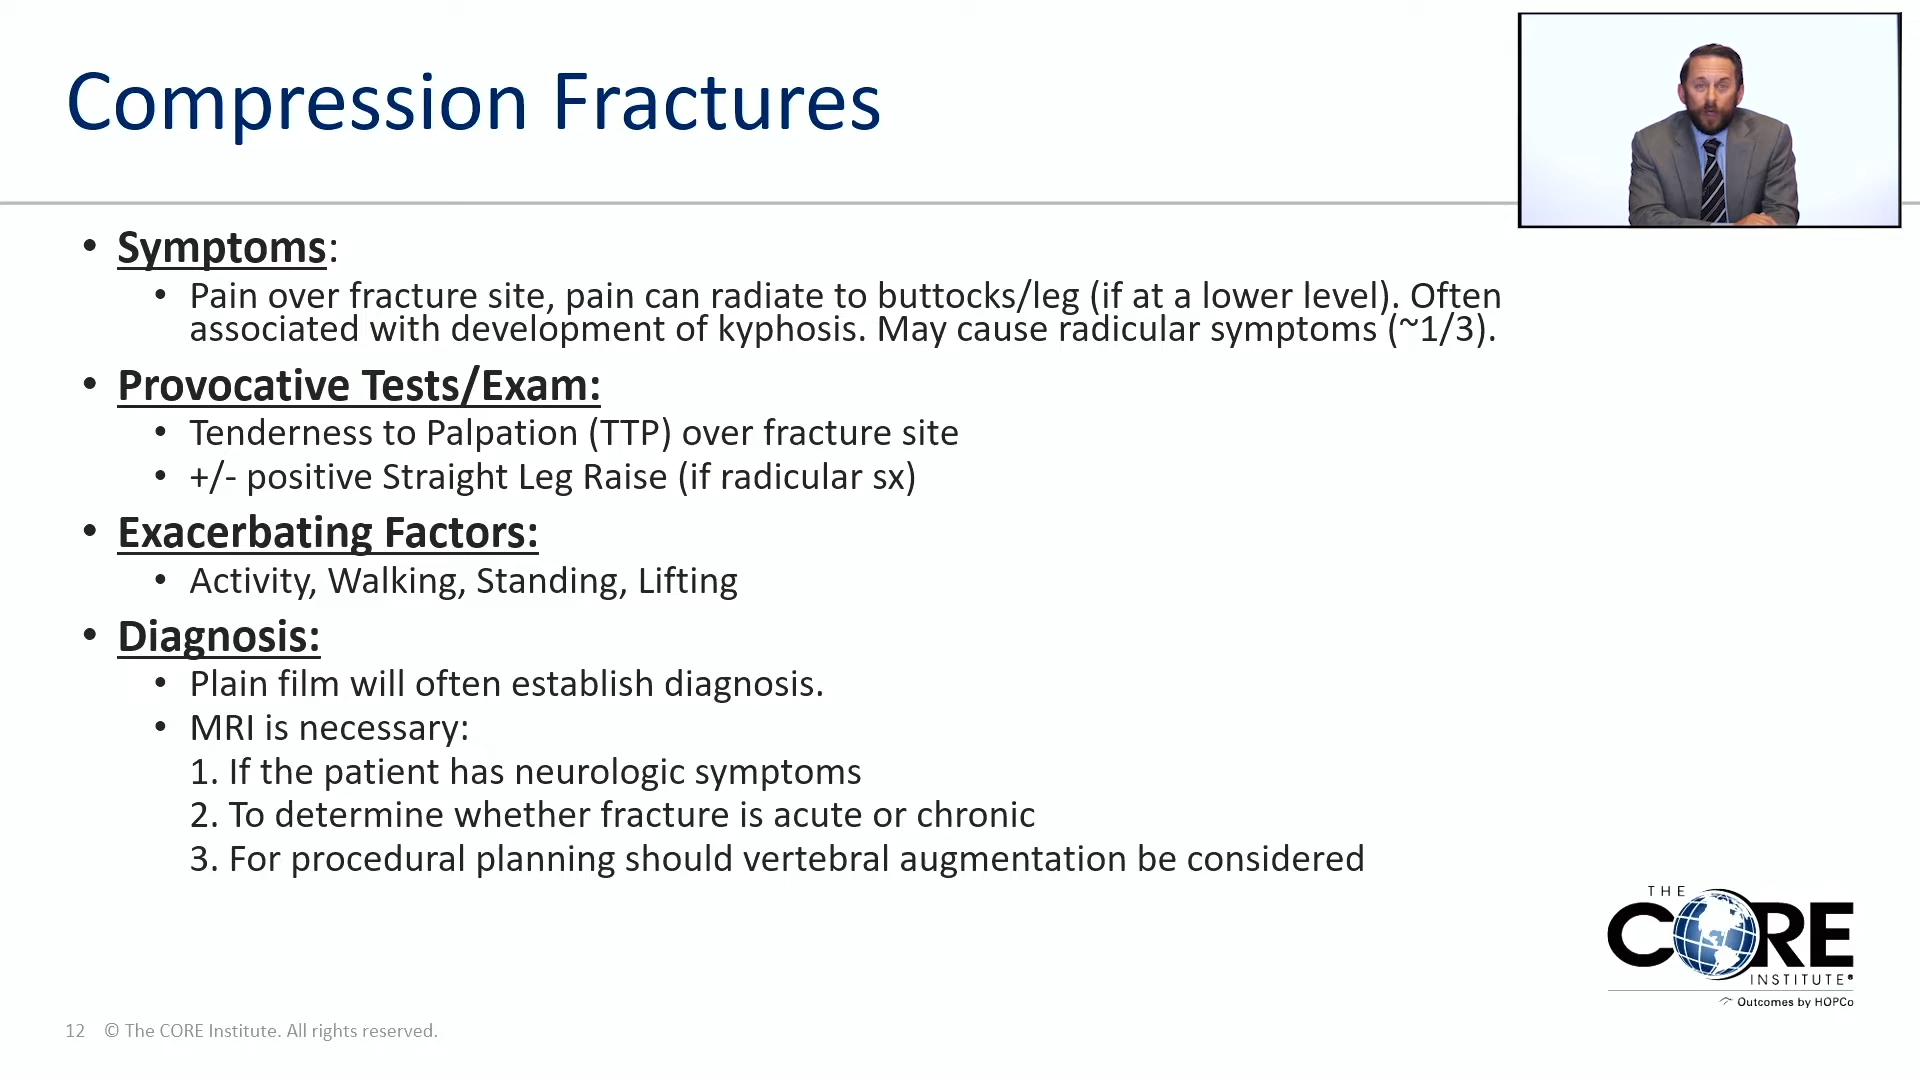 Compression Fractures
• Symptoms:
• Pain over fracture site, pain can radiate to buttocks/leg (if at a lower level). Often
associated with development of kyphosis. May cause radicular symptoms (~1/3).
• Provocative Tests/Exam:
• Tenderness to Palpation (TTP) over fracture site
• +/- positive Straight Leg Raise (if radicular sx)
• Exacerbating Factors:
• Activity, Walking, Standing, Lifting
• Diagnosis:
• Plain film will often establish diagnosis.
• MRI is necessary:
1. If the patient has neurologic symptoms
2. To determine whether fracture is acute or chronic
3. For procedural planning should vertebral augmentation be considered
THE
CORE
INSTITUTE®
Outcomes by HOPCo
12 © The CORE Institute. All rights reserved.